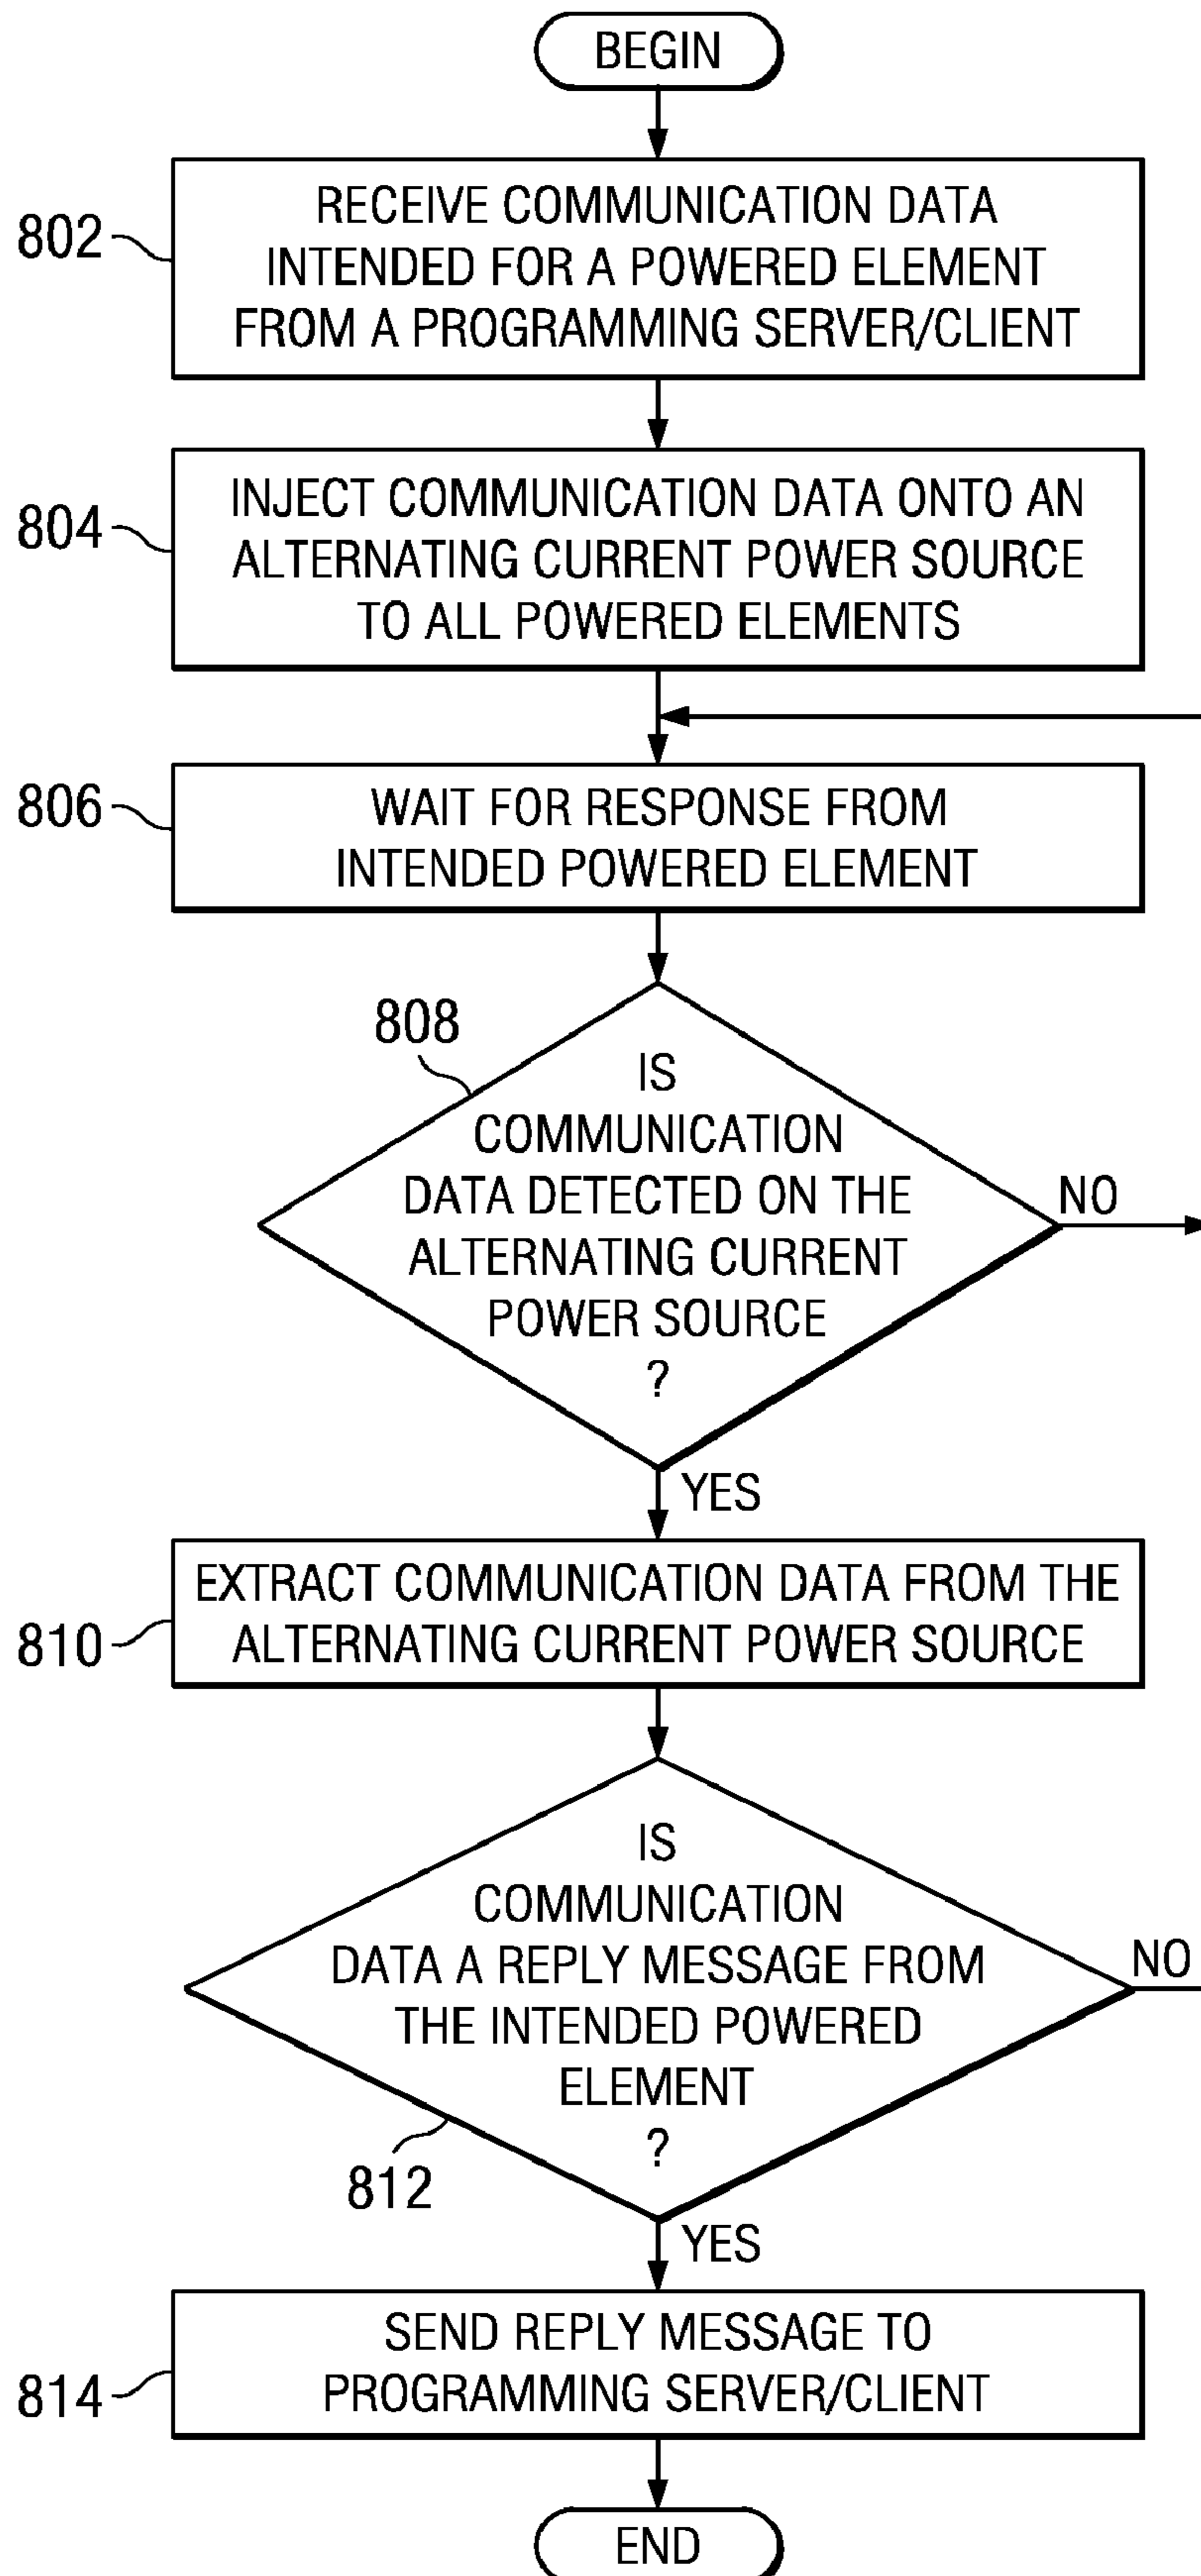 BEGIN
802
RECEIVE COMMUNICATION DATA
INTENDED FOR A POWERED ELEMENT
FROM A PROGRAMMING SERVER/CLIENT
804
INJECT COMMUNICATION DATA ONTO AN
ALTERNATING CURRENT POWER SOURCE
TO ALL POWERED ELEMENTS
806
WAIT FOR RESPONSE FROM
INTENDED POWERED ELEMENT
808
IS
COMMUNICATION
DATA DETECTED ON THE
ALTERNATING CURRENT
POWER SOURCE
?
NO
YES
810
EXTRACT COMMUNICATION DATA FROM THE
ALTERNATING CURRENT POWER SOURCE
IS
COMMUNICATION
DATA A REPLY MESSAGE FROM
THE INTENDED POWERED
ELEMENT
?
NO
812
YES
814
SEND REPLY MESSAGE TO
PROGRAMMING SERVER/CLIENT
END